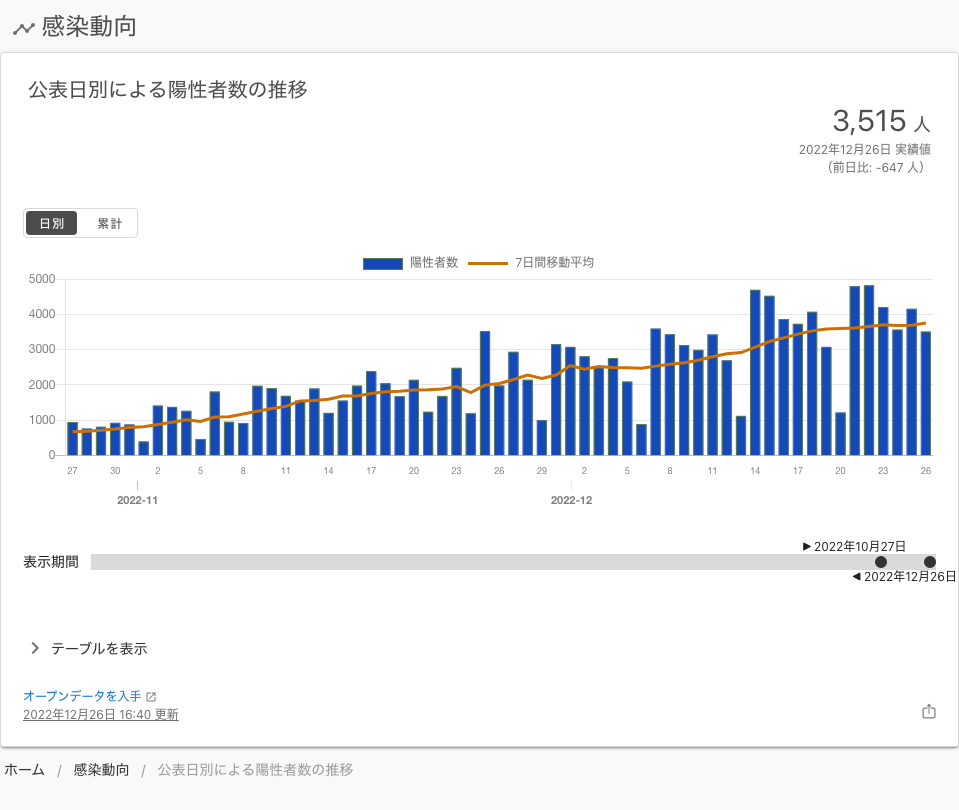 感染動向
公表日別による陽性者数の推移
3,515 人
2022年12月26日 実績値
（前日比: -647 人）
日別 累計
陽性者数 7日間移動平均
5000
4000
3000
2000
1000
0
27 30 2 5 8 11 14 17 20 23 26 29 2 5 8 11 14 17 20 23 26
2022-11 2022-12
2022年10月27日
表示期間
2022年12月26日
テーブルを表示
オープンデータを入手
2022年12月26日 16:40 更新
ホーム / 感染動向 / 公表日別による陽性者数の推移